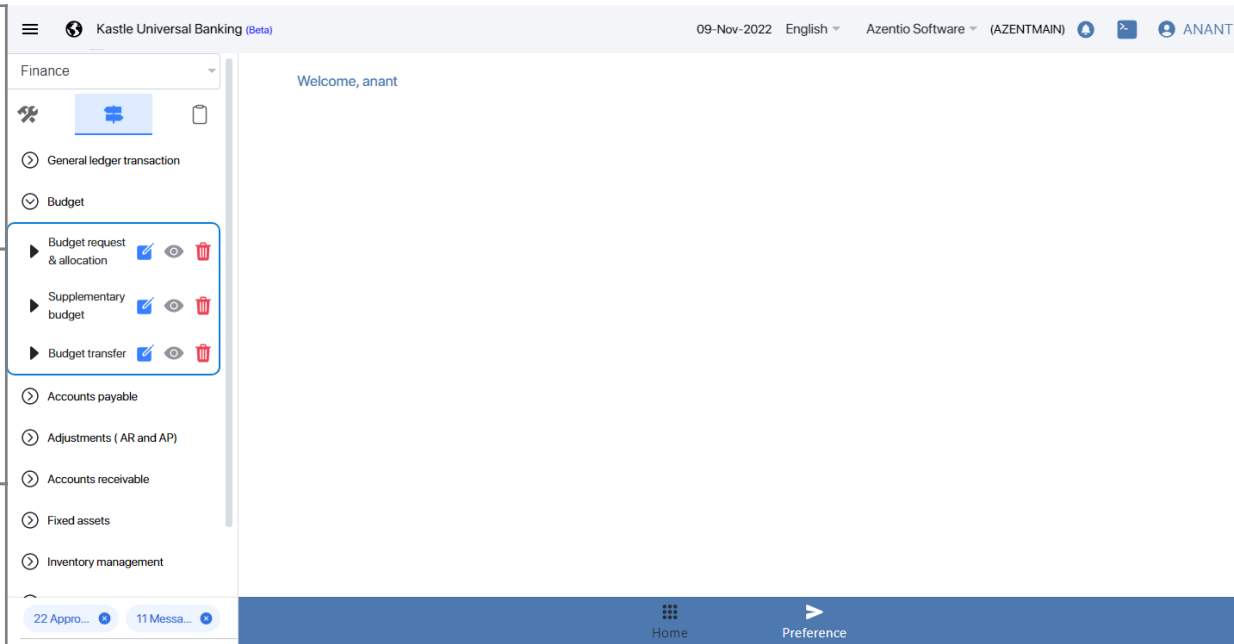 Kastle Universal Banking (Beta)
09-Nov-2022 English Azentio Software (AZENTMAIN) ANANT
Finance
Welcome, anant
General ledger transaction
Budget
Budget request
& allocation
Supplementary
budget
Budget transfer
Accounts payable
Adjustments ( AR and AP)
Accounts receivable
Fixed assets
Inventory management
22 Appro... 11 Messa...
Home Preference